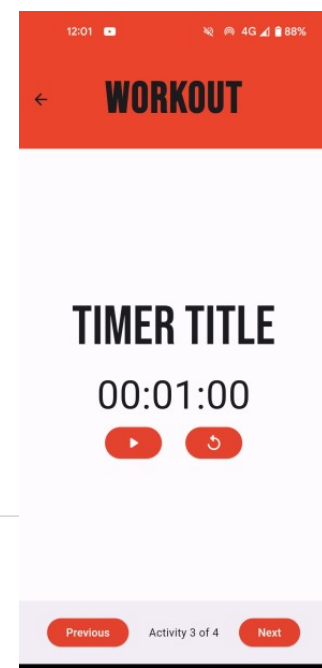 12:01 4G 88%
WORKOUT
TIMER TITLE
00:01:00
Previous Activity 3 of 4 Next